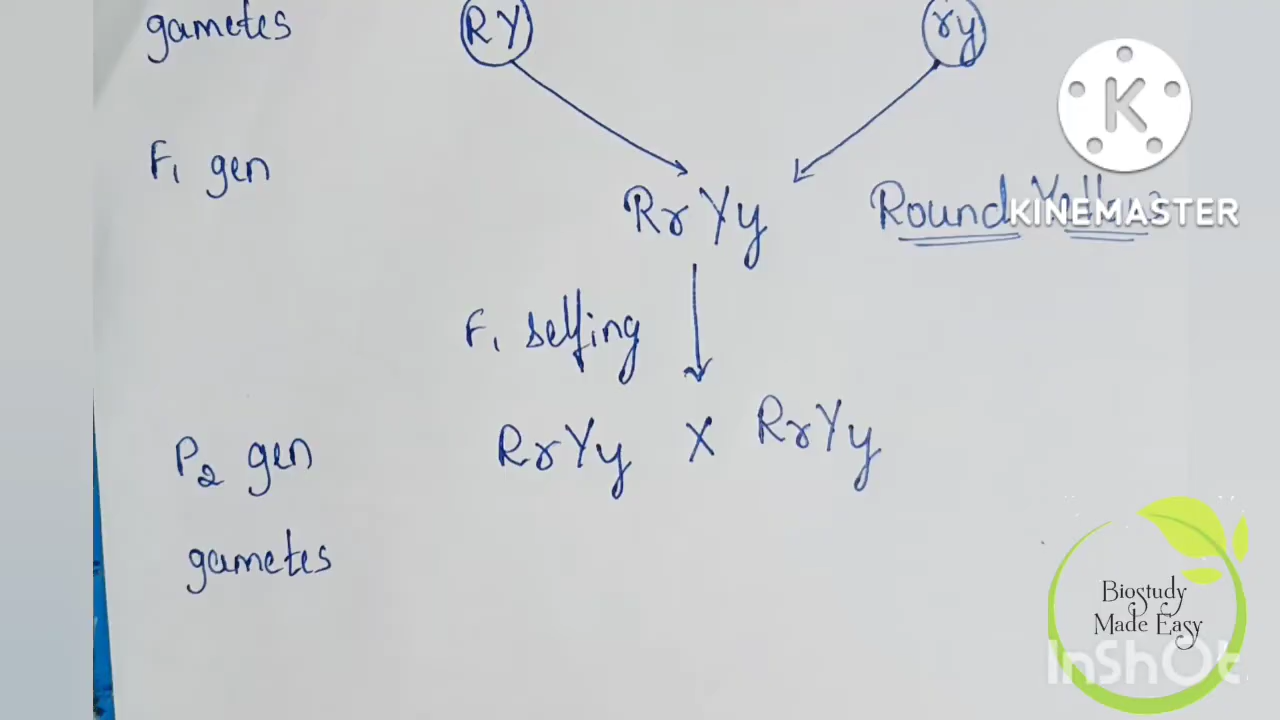 gametes RY ry
F1 gen
RrYy Round Yellow
KINEMASTER
F1 selfing
P2 gen RrYy X RrYy
gametes
Biostudy
Made Easy
InShOt